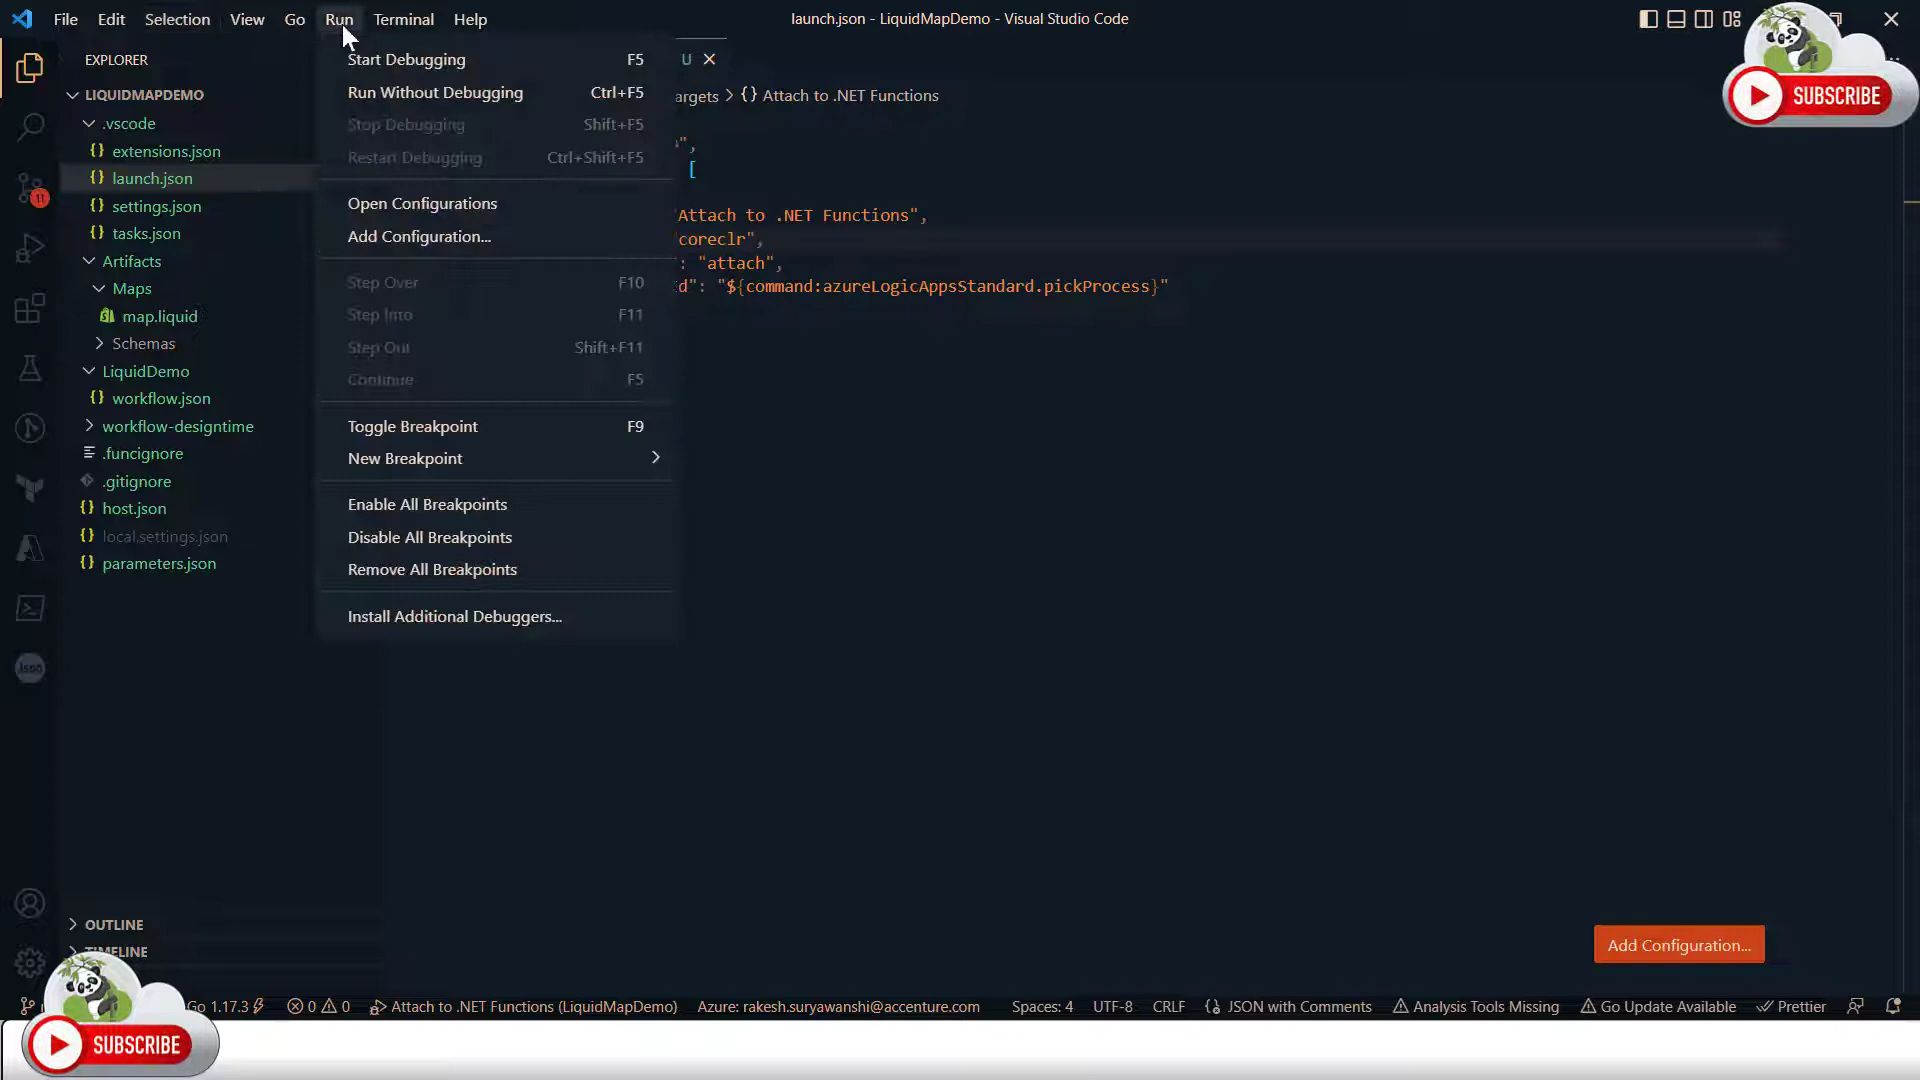 File Edit Selection View Go Run Terminal Help
launch.json - LiquidMapDemo - Visual Studio Code
EXPLORER
LIQUIDMAPDEMO
.vscode
extensions.json
launch.json
settings.json
tasks.json
Artifacts
Maps
map.liquid
Schemas
LiquidDemo
workflow.json
workflow-designtime
.funcignore
.gitignore
host.json
local.settings.json
parameters.json
OUTLINE
TIMELINE
Start Debugging F5
Run Without Debugging Ctrl+F5
Stop Debugging Shift+F5
Restart Debugging Ctrl+Shift+F5
Open Configurations
Add Configuration...
Step Over F10
Step Into F11
Step Out Shift+F11
Continue F5
Toggle Breakpoint F9
New Breakpoint
Enable All Breakpoints
Disable All Breakpoints
Remove All Breakpoints
Install Additional Debuggers...
U
argets > {} Attach to .NET Functions
",
[
"Attach to .NET Functions",
"coreclr",
: "attach",
d": "${command:azureLogicAppsStandard.pickProcess}"
SUBSCRIBE
Add Configuration...
11
json
Go 1.17.3 0 0 Attach to .NET Functions (LiquidMapDemo) Azure: rakesh.suryawanshi@accenture.com Spaces: 4 UTF-8 CRLF {} JSON with Comments Analysis Tools Missing Go Update Available Prettier
SUBSCRIBE